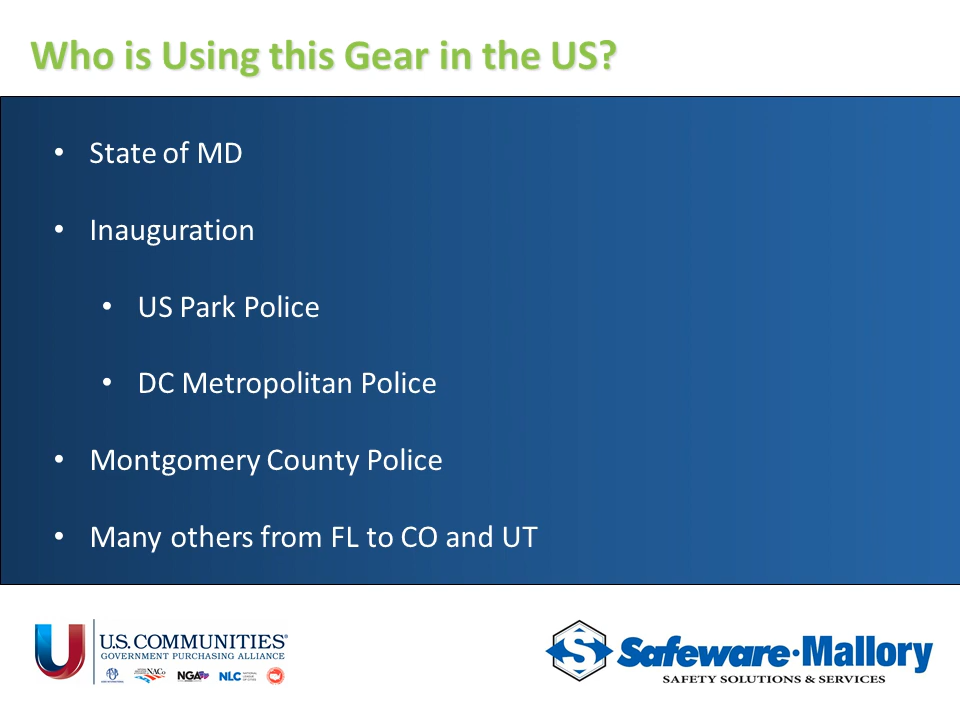 Who is Using this Gear in the US?
• State of MD
• Inauguration
• US Park Police
• DC Metropolitan Police
• Montgomery County Police
• Many others from FL to CO and UT
U.S. COMMUNITIES®
GOVERNMENT PURCHASING ALLIANCE
NACo NGA NLC
Safeware·Mallory
SAFETY SOLUTIONS & SERVICES